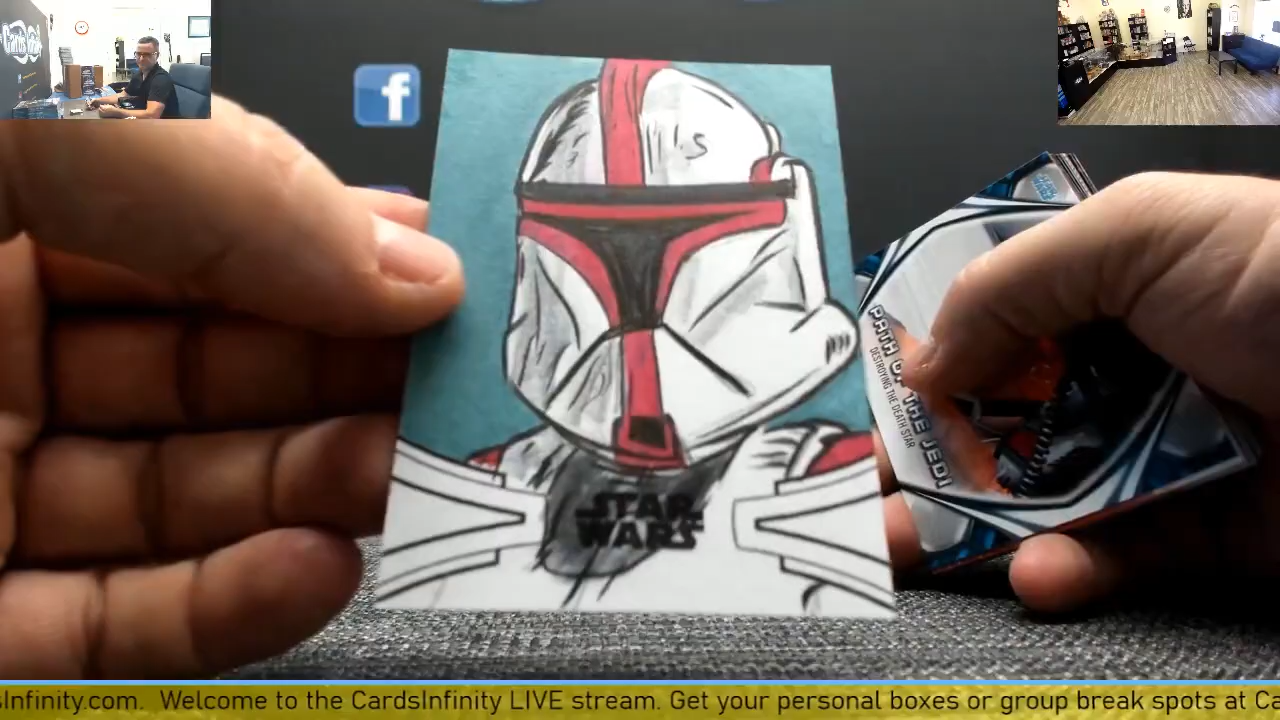 f
STAR
WARS
PATH OF THE JEDI
DESTROYING THE DEATH STAR
sInfinity.com. Welcome to the CardsInfinity LIVE stream. Get your personal boxes or group break spots at Ca